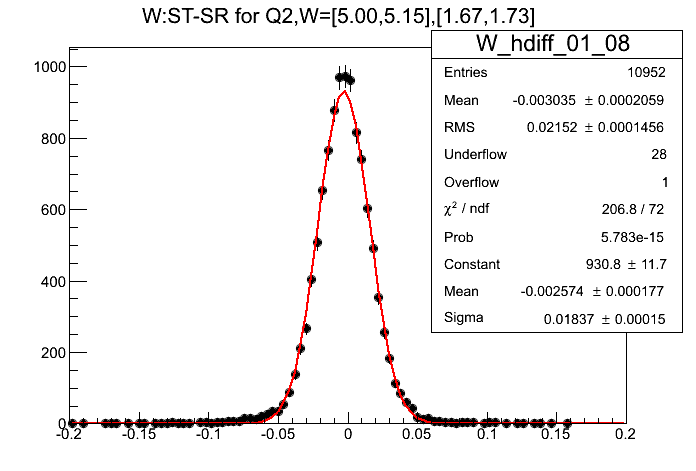 W:ST-SR for Q2,W=[5.00,5.15],[1.67,1.73]
W_hdiff_01_08
Entries 10952
Mean -0.003035 ± 0.0002059
RMS 0.02152 ± 0.0001456
Underflow 28
Overflow 1
χ² / ndf 206.8 / 72
Prob 5.783e-15
Constant 930.8 ± 11.7
Mean -0.002574 ± 0.000177
Sigma 0.01837 ± 0.00015
1000
800
600
400
200
0
-0.2 -0.15 -0.1 -0.05 0 0.05 0.1 0.15 0.2